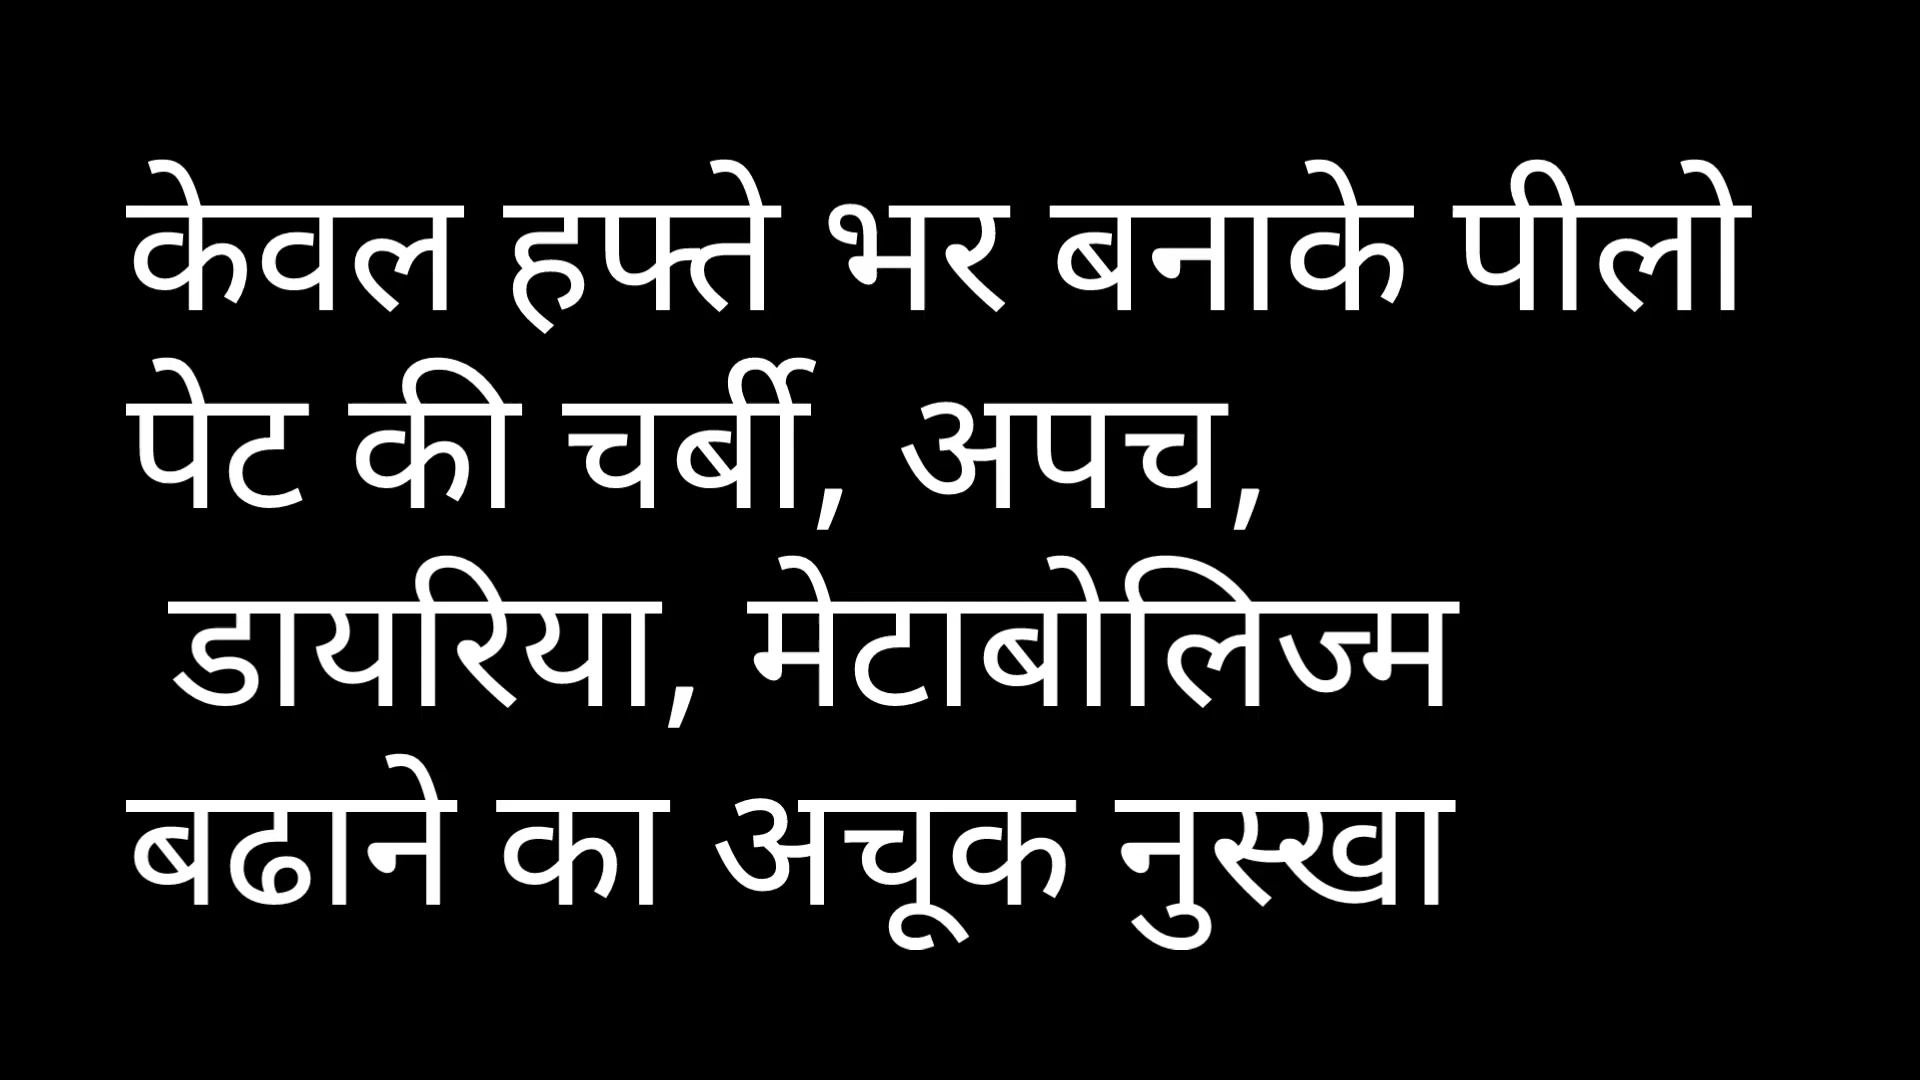 केवल हफ्ते भर बनाके पीलो
पेट की चर्बी, अपच,
डायरिया, मेटाबोलिज्म
बढाने का अचूक नुस्खा